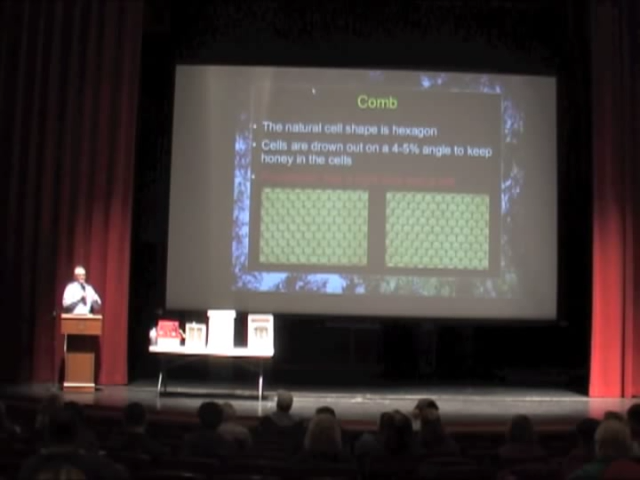 Comb
The natural cell shape is hexagon
Cells are drown out on a 4-5% angle to keep
honey in the cells